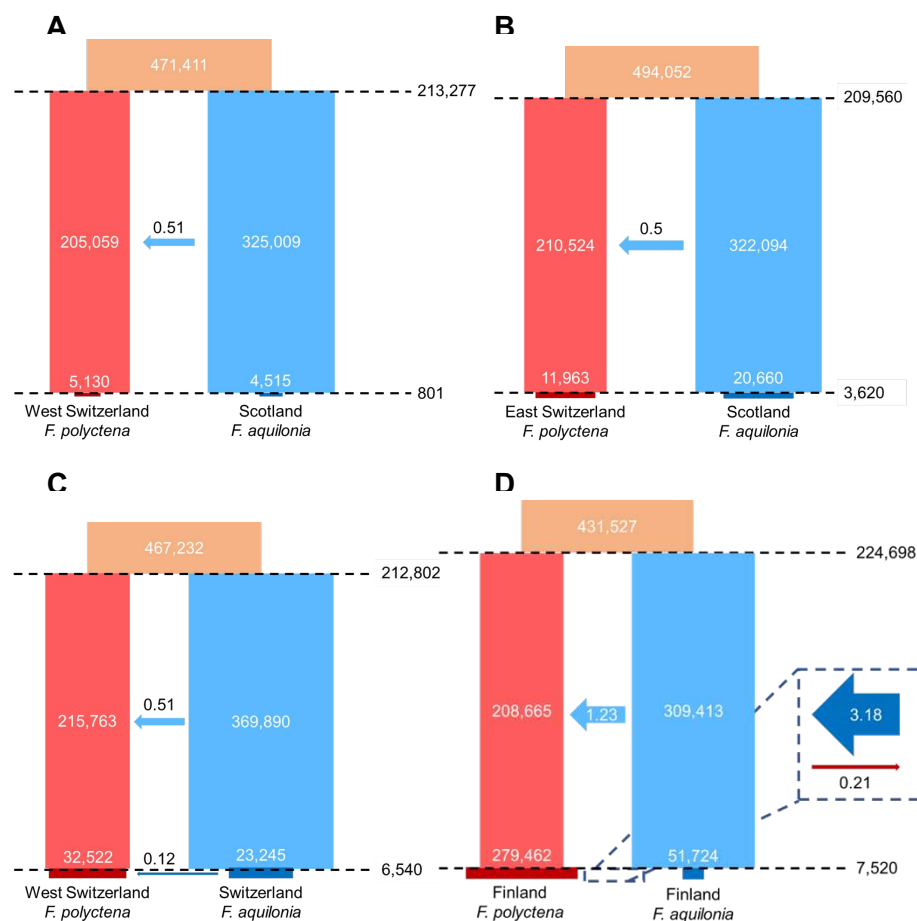 A
471,411
213,277
0.51
205,059
325,009
5,130
4,515
801
West Switzerland
F. polyctena
Scotland
F. aquilonia
B
494,052
209,560
0.5
210,524
322,094
11,963
20,660
3,620
East Switzerland
F. polyctena
Scotland
F. aquilonia
C
467,232
212,802
0.51
215,763
369,890
32,522
0.12
23,245
6,540
West Switzerland
F. polyctena
Switzerland
F. aquilonia
D
431,527
224,698
208,665
1.23
309,413
3.18
0.21
279,462
51,724
7,520
Finland
F. polyctena
Finland
F. aquilonia